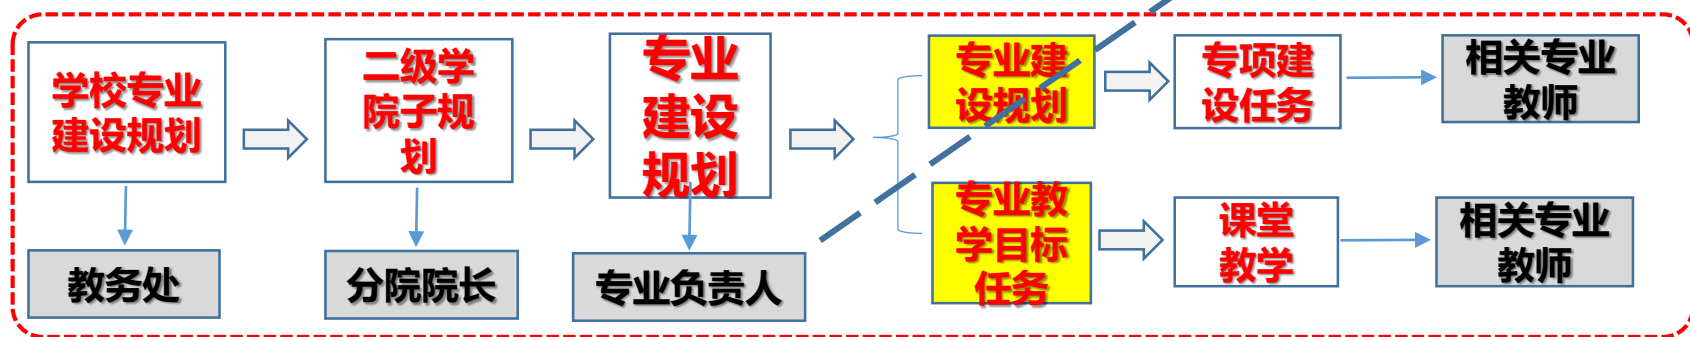 学校专业
建设规划
教务处
二级学
院子规
划
分院院长
专业
建设
规划
专业负责人
专业建
设规划
专项建
设任务
相关专业
教师
专业教
学目标
任务
课堂
教学
相关专业
教师